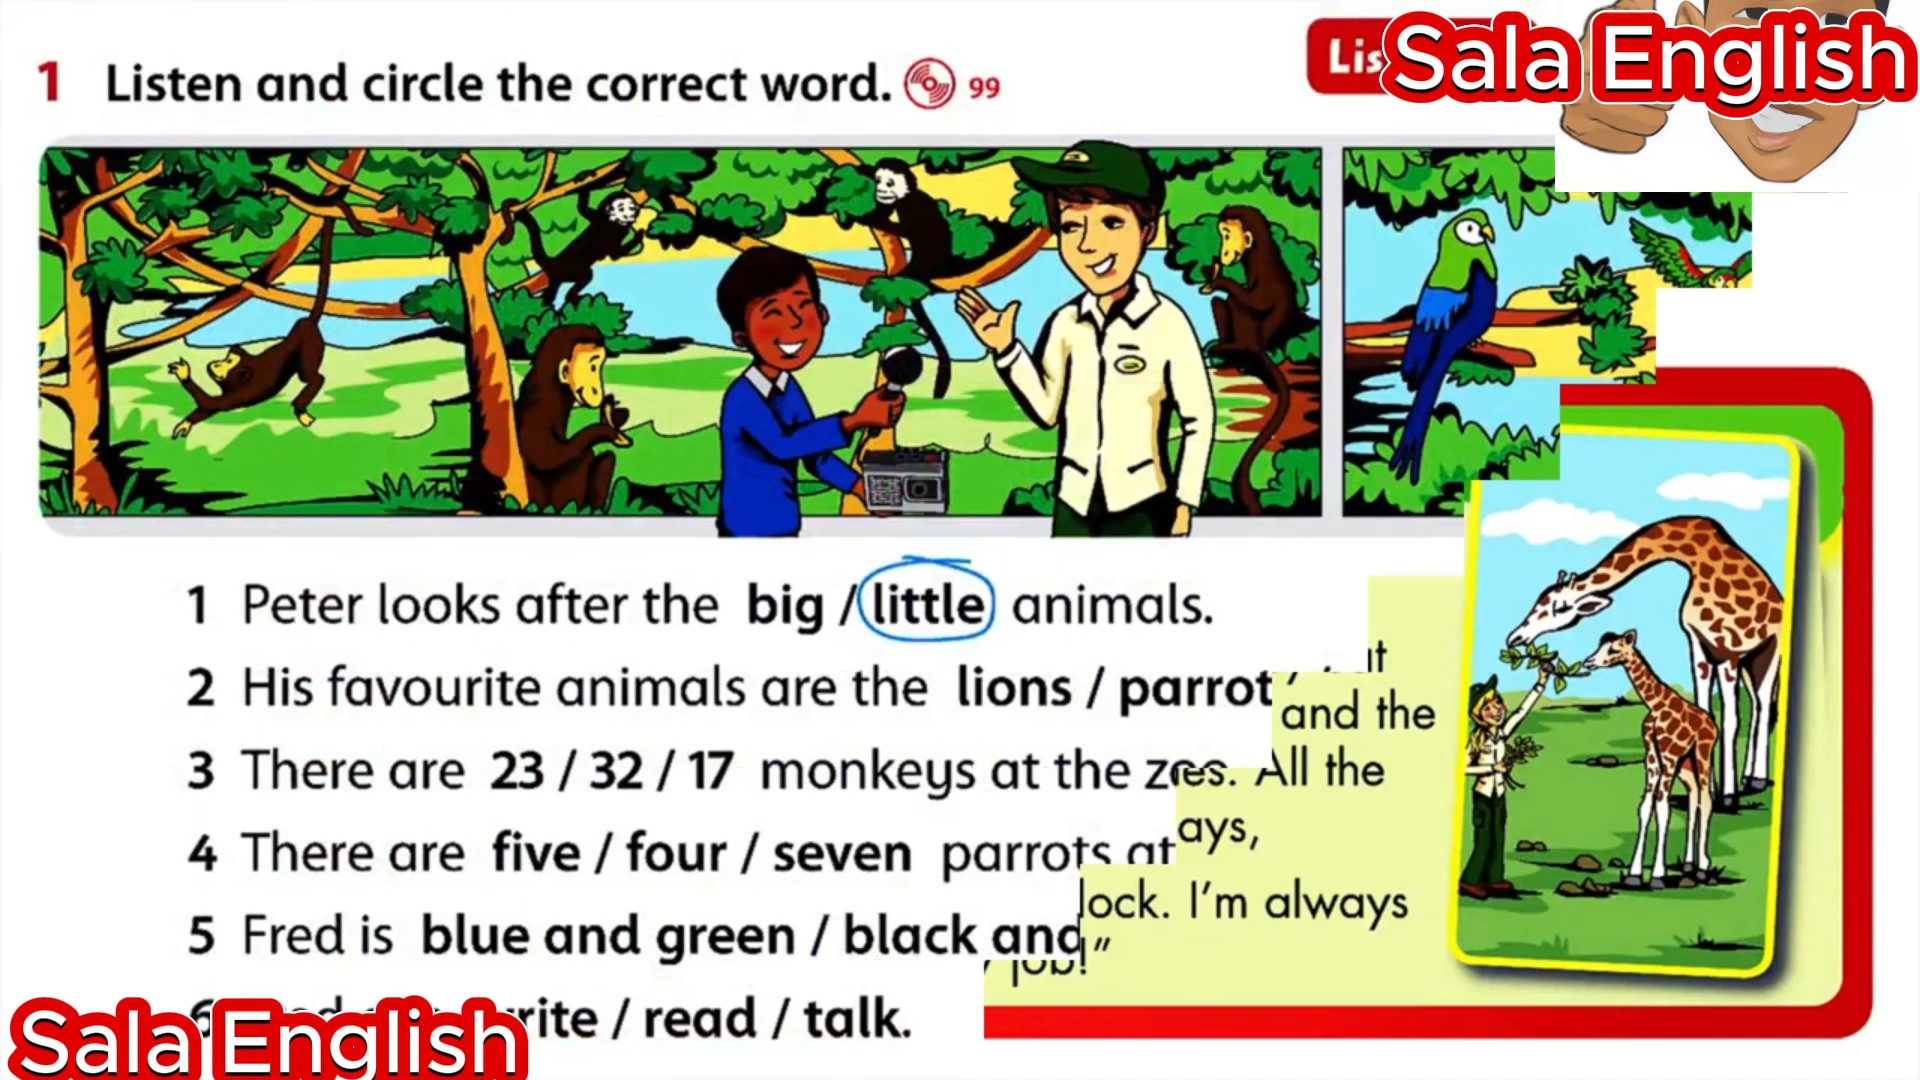 1 Listen and circle the correct word. 99
Lis
Sala English
1 Peter looks after the big / little animals.
2 His favourite animals are the lions / parrot
and the
3 There are 23 / 32 / 17 monkeys at the
All the
4 There are five / four / seven parrots at
ays,
5 Fred is blue and green / black and
lock. I'm always
job!"
/ read / talk.
Sala English